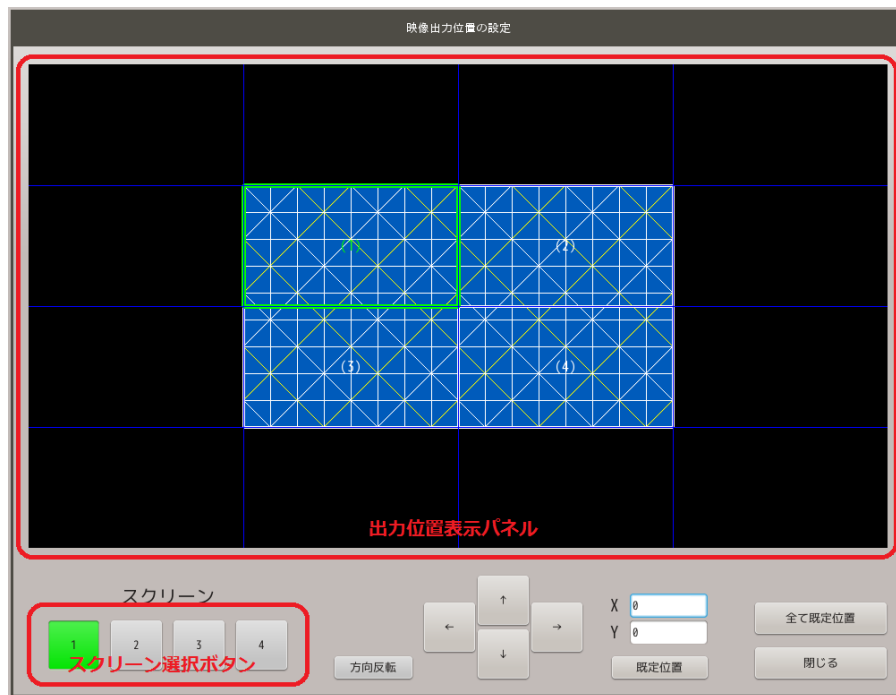 映像出力位置の設定
(1)
(2)
(3)
(4)
出力位置表示パネル
スクリーン
1
2
3
4
スクリーン選択ボタン
←
↑
↓
→
方向反転
X 0
Y 0
既定位置
全て既定位置
閉じる